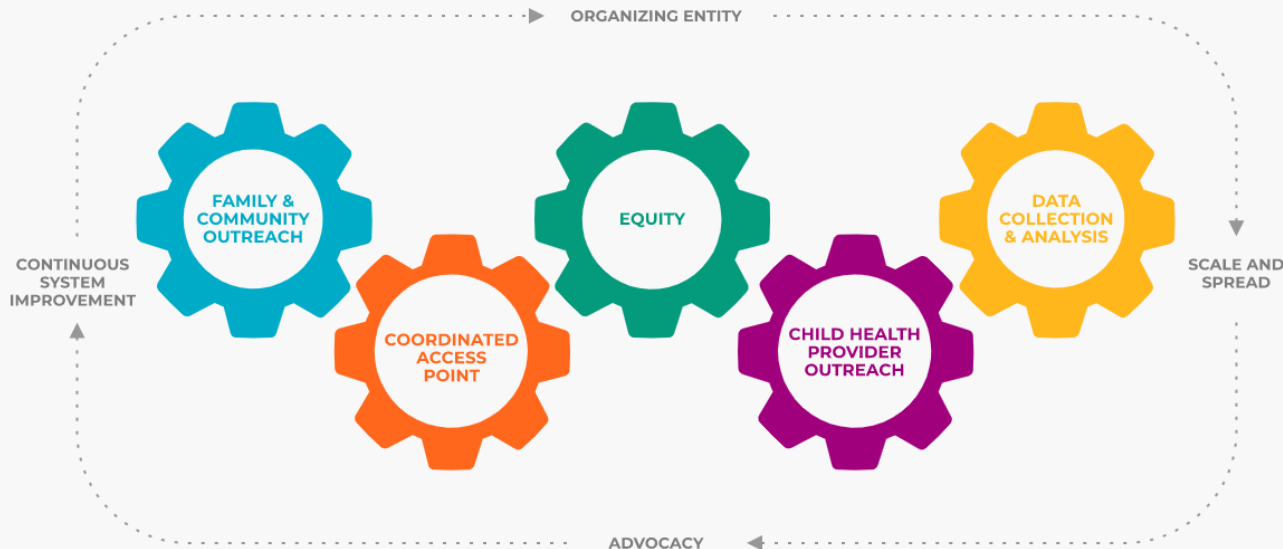 ORGANIZING ENTITY
FAMILY &
COMMUNITY
OUTREACH
EQUITY
DATA
COLLECTION
& ANALYSIS
CONTINUOUS
SYSTEM
IMPROVEMENT
SCALE AND
SPREAD
COORDINATED
ACCESS
POINT
CHILD HEALTH
PROVIDER
OUTREACH
ADVOCACY